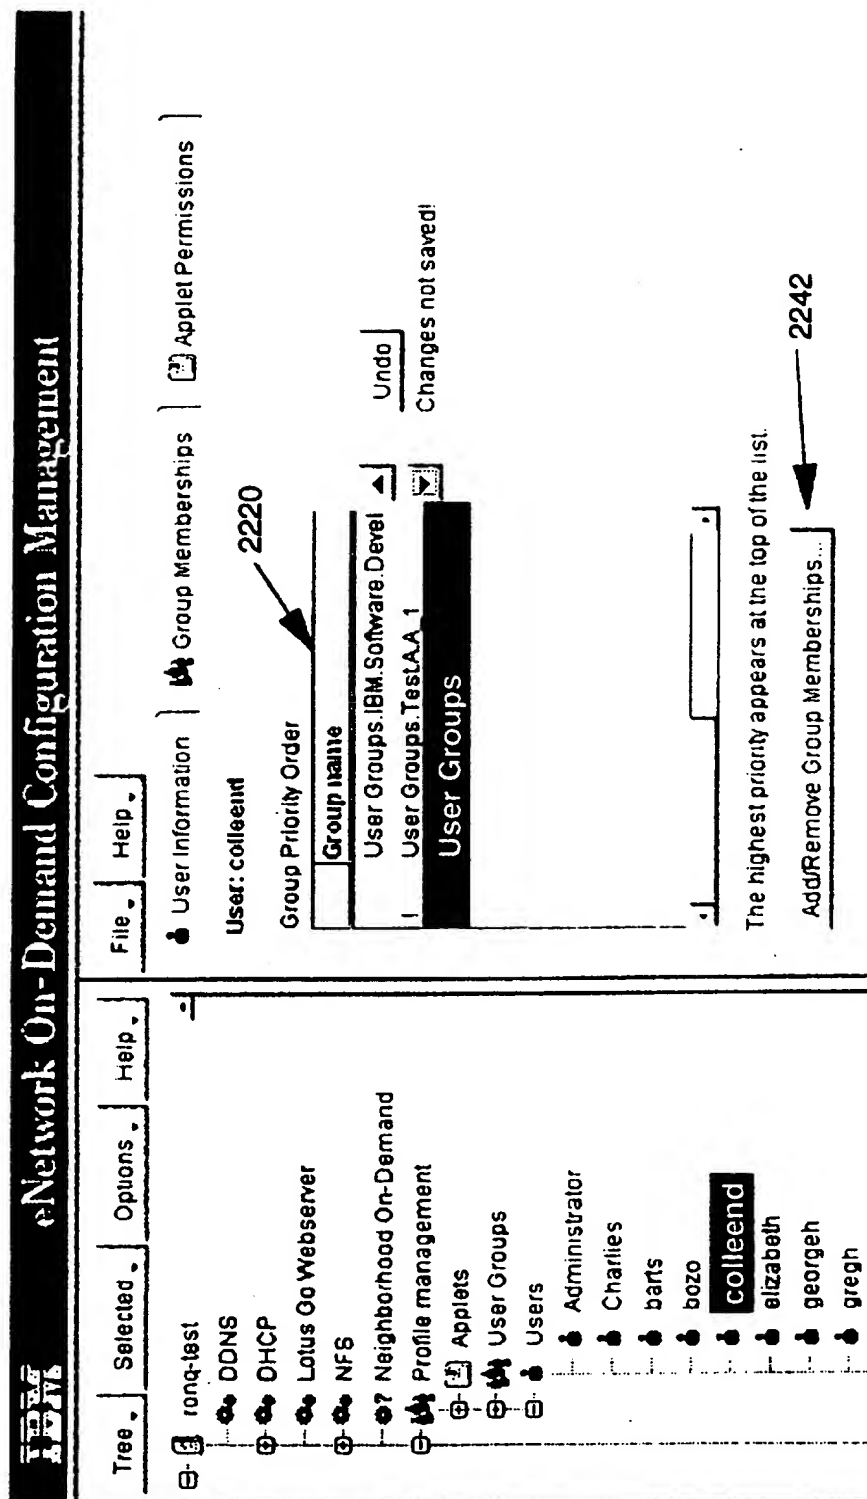 IBM
eNetwork On-Demand Configuration Management
Tree
Selected
Options
Help
ronq-test
DDNS
DHCP
Lotus Go Webserver
NFS
Neighborhood On-Demand
Profile management
Applets
User Groups
Users
Administrator
Charlies
barts
bozo
colleend
elizabeth
georgeh
gregh
File
Help
User Information
Group Memberships
Applet Permissions
User: colleend
Group Priority Order
2220
Group name
User Groups.IBM.Software.Devel
User Groups.TestA.A_1
User Groups
Undo
Changes not saved!
The highest priority appears at the top of the list.
Add/Remove Group Memberships...
2242